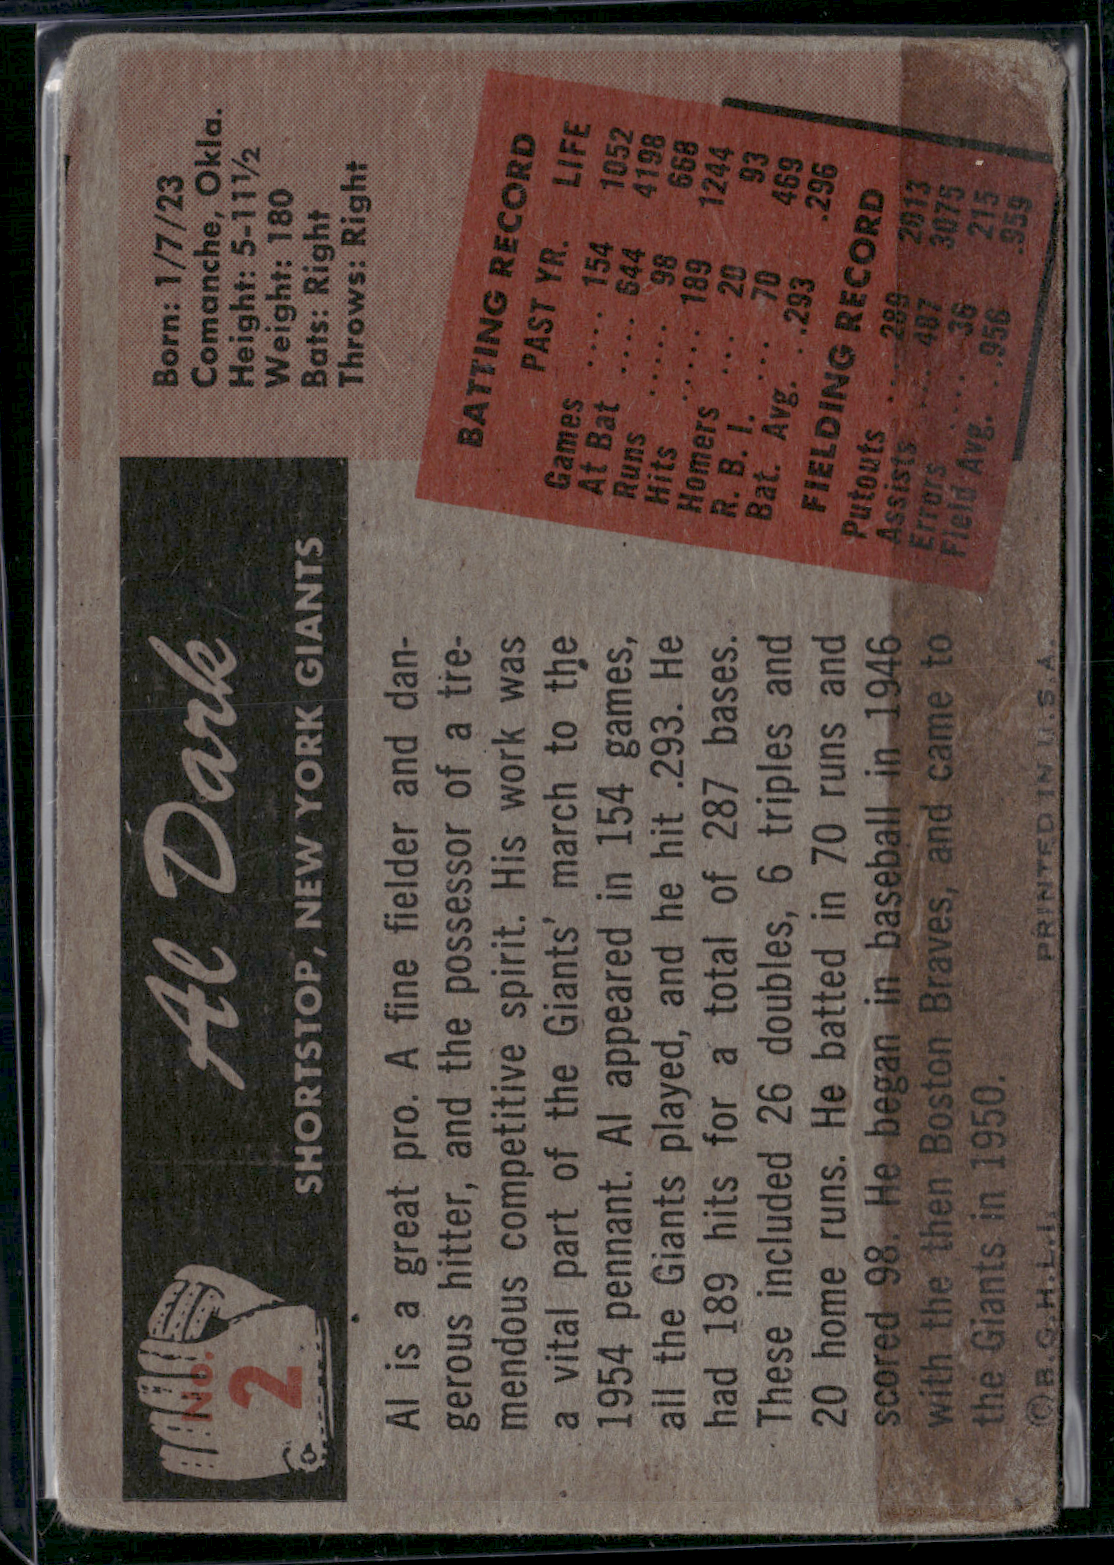 No.
2
Al Dark
SHORTSTOP, NEW YORK GIANTS
Born: 1/7/23
Comanche, Okla.
Height: 5-11½
Weight: 180
Bats: Right
Throws: Right
Al is a great pro. A fine fielder and dan-
gerous hitter, and the possessor of a tre-
mendous competitive spirit. His work was
a vital part of the Giants' march to the
1954 pennant. Al appeared in 154 games,
all the Giants played, and he hit .293. He
had 189 hits for a total of 287 bases.
These included 26 doubles, 6 triples and
20 home runs. He batted in 70 runs and
scored 98. He began in baseball in 1946
with the then Boston Braves, and came to
the Giants in 1950.
BATTING RECORD
PAST YR. LIFE
Games .... 154 1052
At Bat .... 644 4198
Runs ...... 98 668
Hits ..... 189 1244
Homers .... 20 93
R. B. I. .... 70 469
Bat. Avg. . .293 .296
FIELDING RECORD
Putouts ... 289 2013
Assists .... 487 3075
Errors ..... 36 215
Field Avg. . .956 .959
© B.G.H.L.I. PRINTED IN U.S.A.